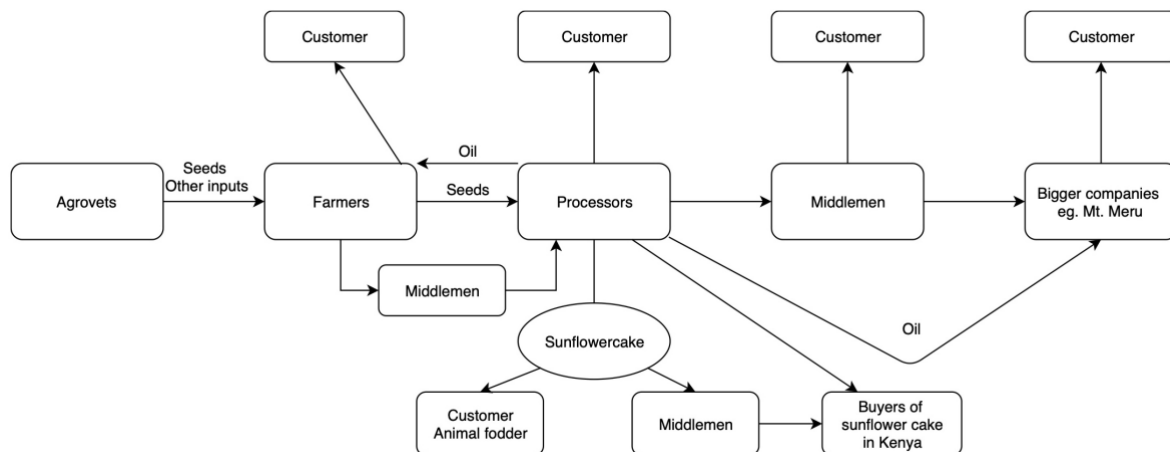 Customer
Customer
Customer
Customer
Agrovets
Seeds
Other inputs
Farmers
Oil
Seeds
Processors
Middlemen
Bigger companies
eg. Mt. Meru
Middlemen
Sunflowercake
Oil
Customer
Animal fodder
Middlemen
Buyers of
sunflower cake
in Kenya